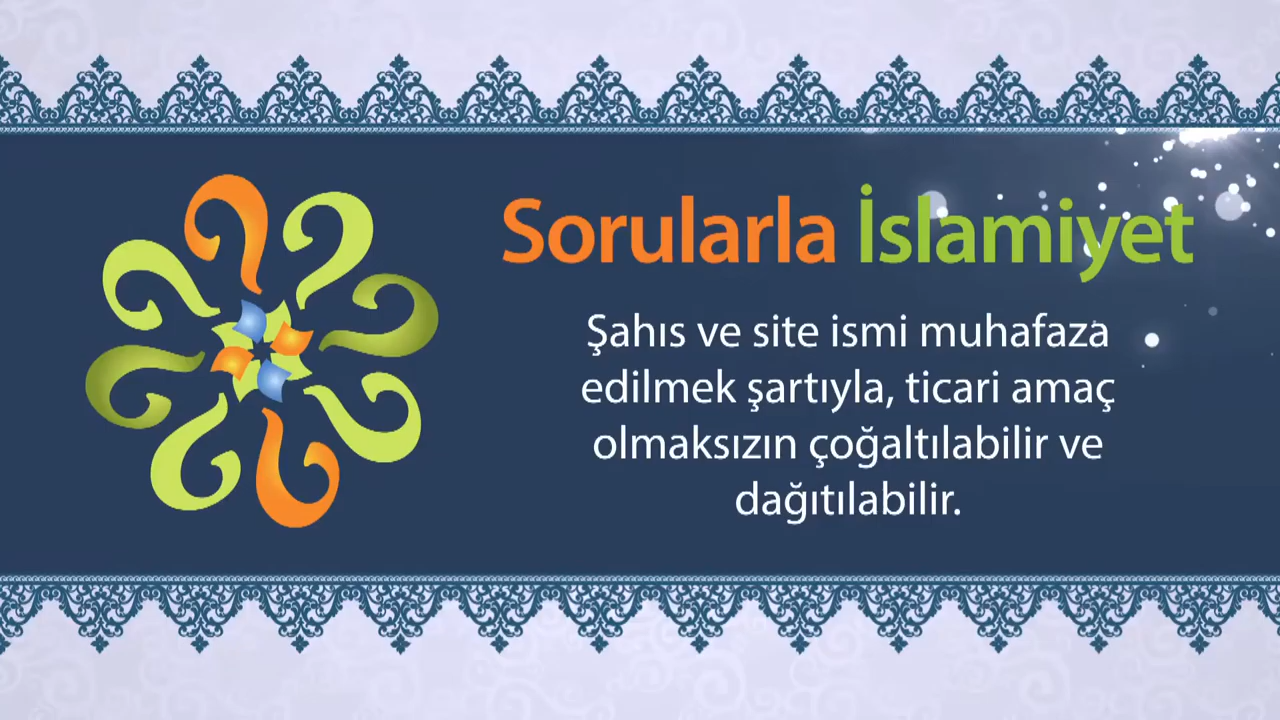 Sorularla İslamiyet
Şahıs ve site ismi muhafaza
edilmek şartıyla, ticari amaç
olmaksızın çoğaltılabilir ve
dağıtılabilir.